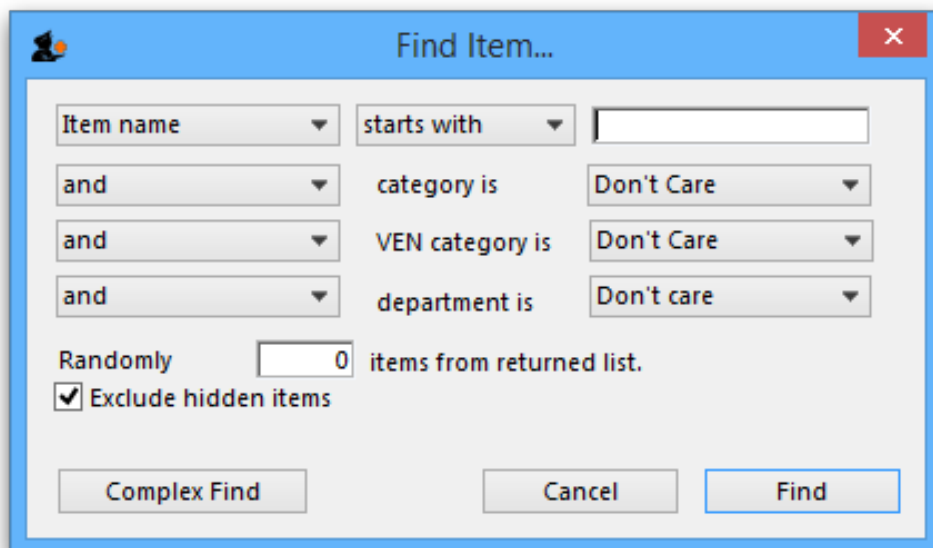 Find Item...
Item name starts with
and category is Don't Care
and VEN category is Don't Care
and department is Don't care
Randomly 0 items from returned list.
Exclude hidden items
Complex Find Cancel Find